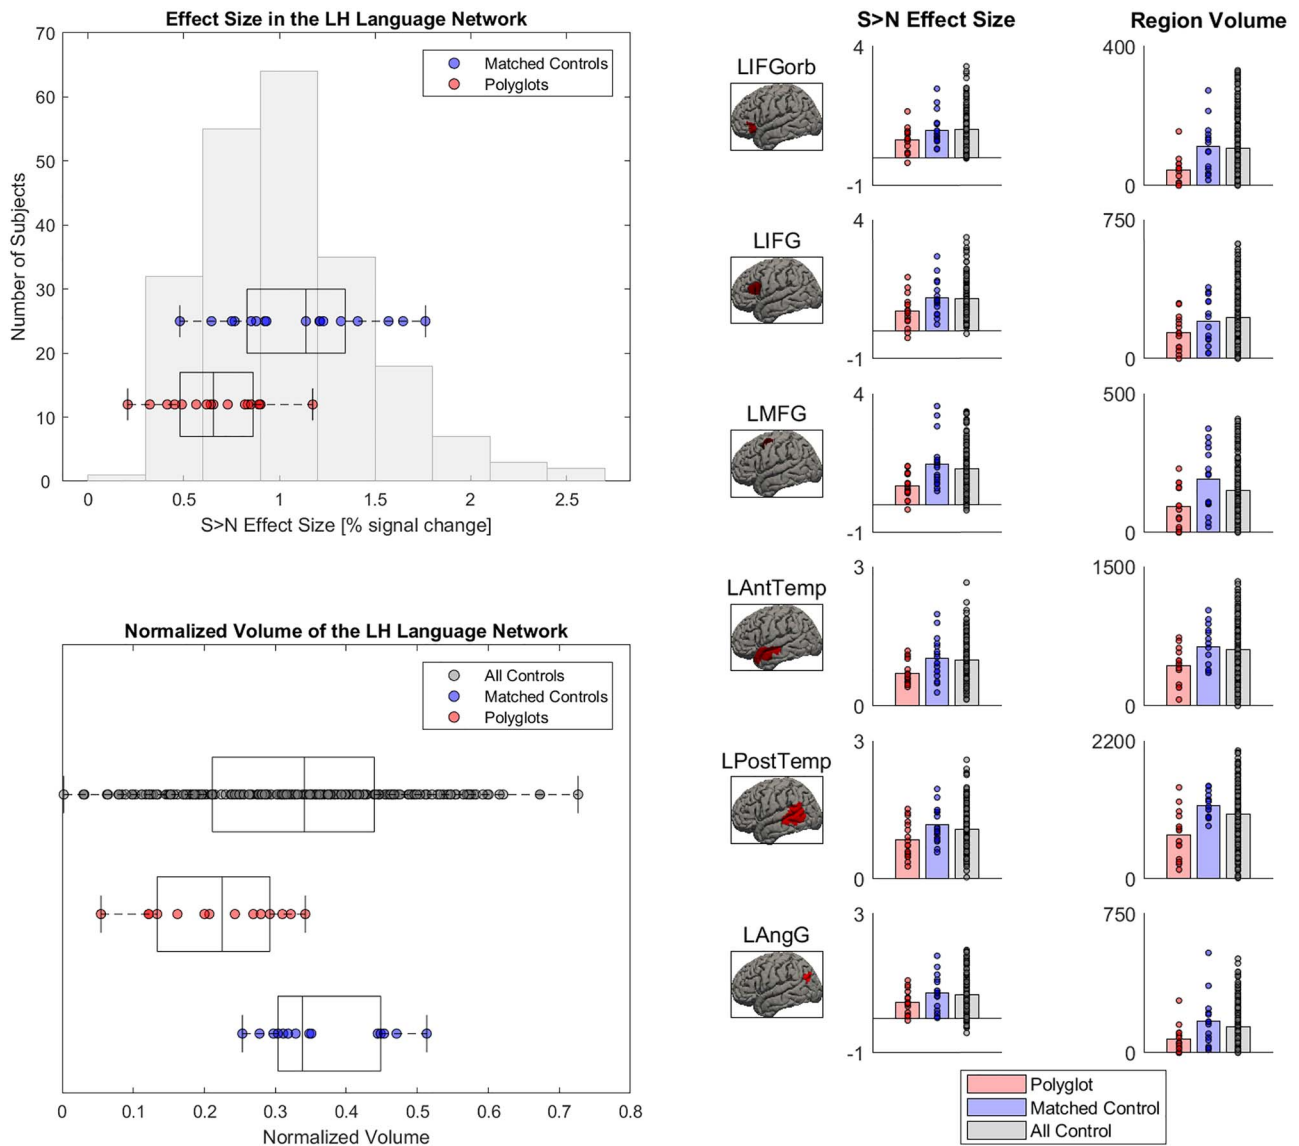 Effect Size in the LH Language Network
70
60
50
40
30
20
10
0
Number of Subjects
Matched Controls
Polyglots
0 0.5 1 1.5 2 2.5
S>N Effect Size [% signal change]
Normalized Volume of the LH Language Network
All Controls
Matched Controls
Polyglots
0 0.1 0.2 0.3 0.4 0.5 0.6 0.7 0.8
Normalized Volume
S>N Effect Size Region Volume
LIFGorb
4
-1
400
0
LIFG
4
-1
750
0
LMFG
4
-1
500
0
LAntTemp
3
0
1500
0
LPostTemp
3
0
2200
0
LAngG
3
-1
750
0
Polyglot
Matched Control
All Control